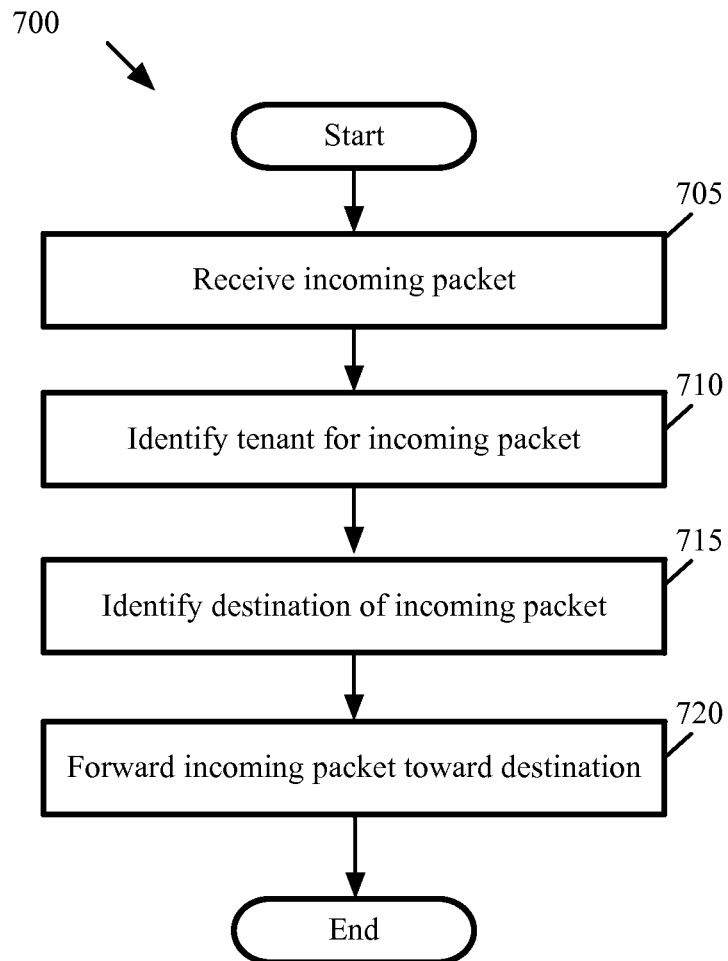 700
Start
705
Receive incoming packet
710
Identify tenant for incoming packet
715
Identify destination of incoming packet
720
Forward incoming packet toward destination
End